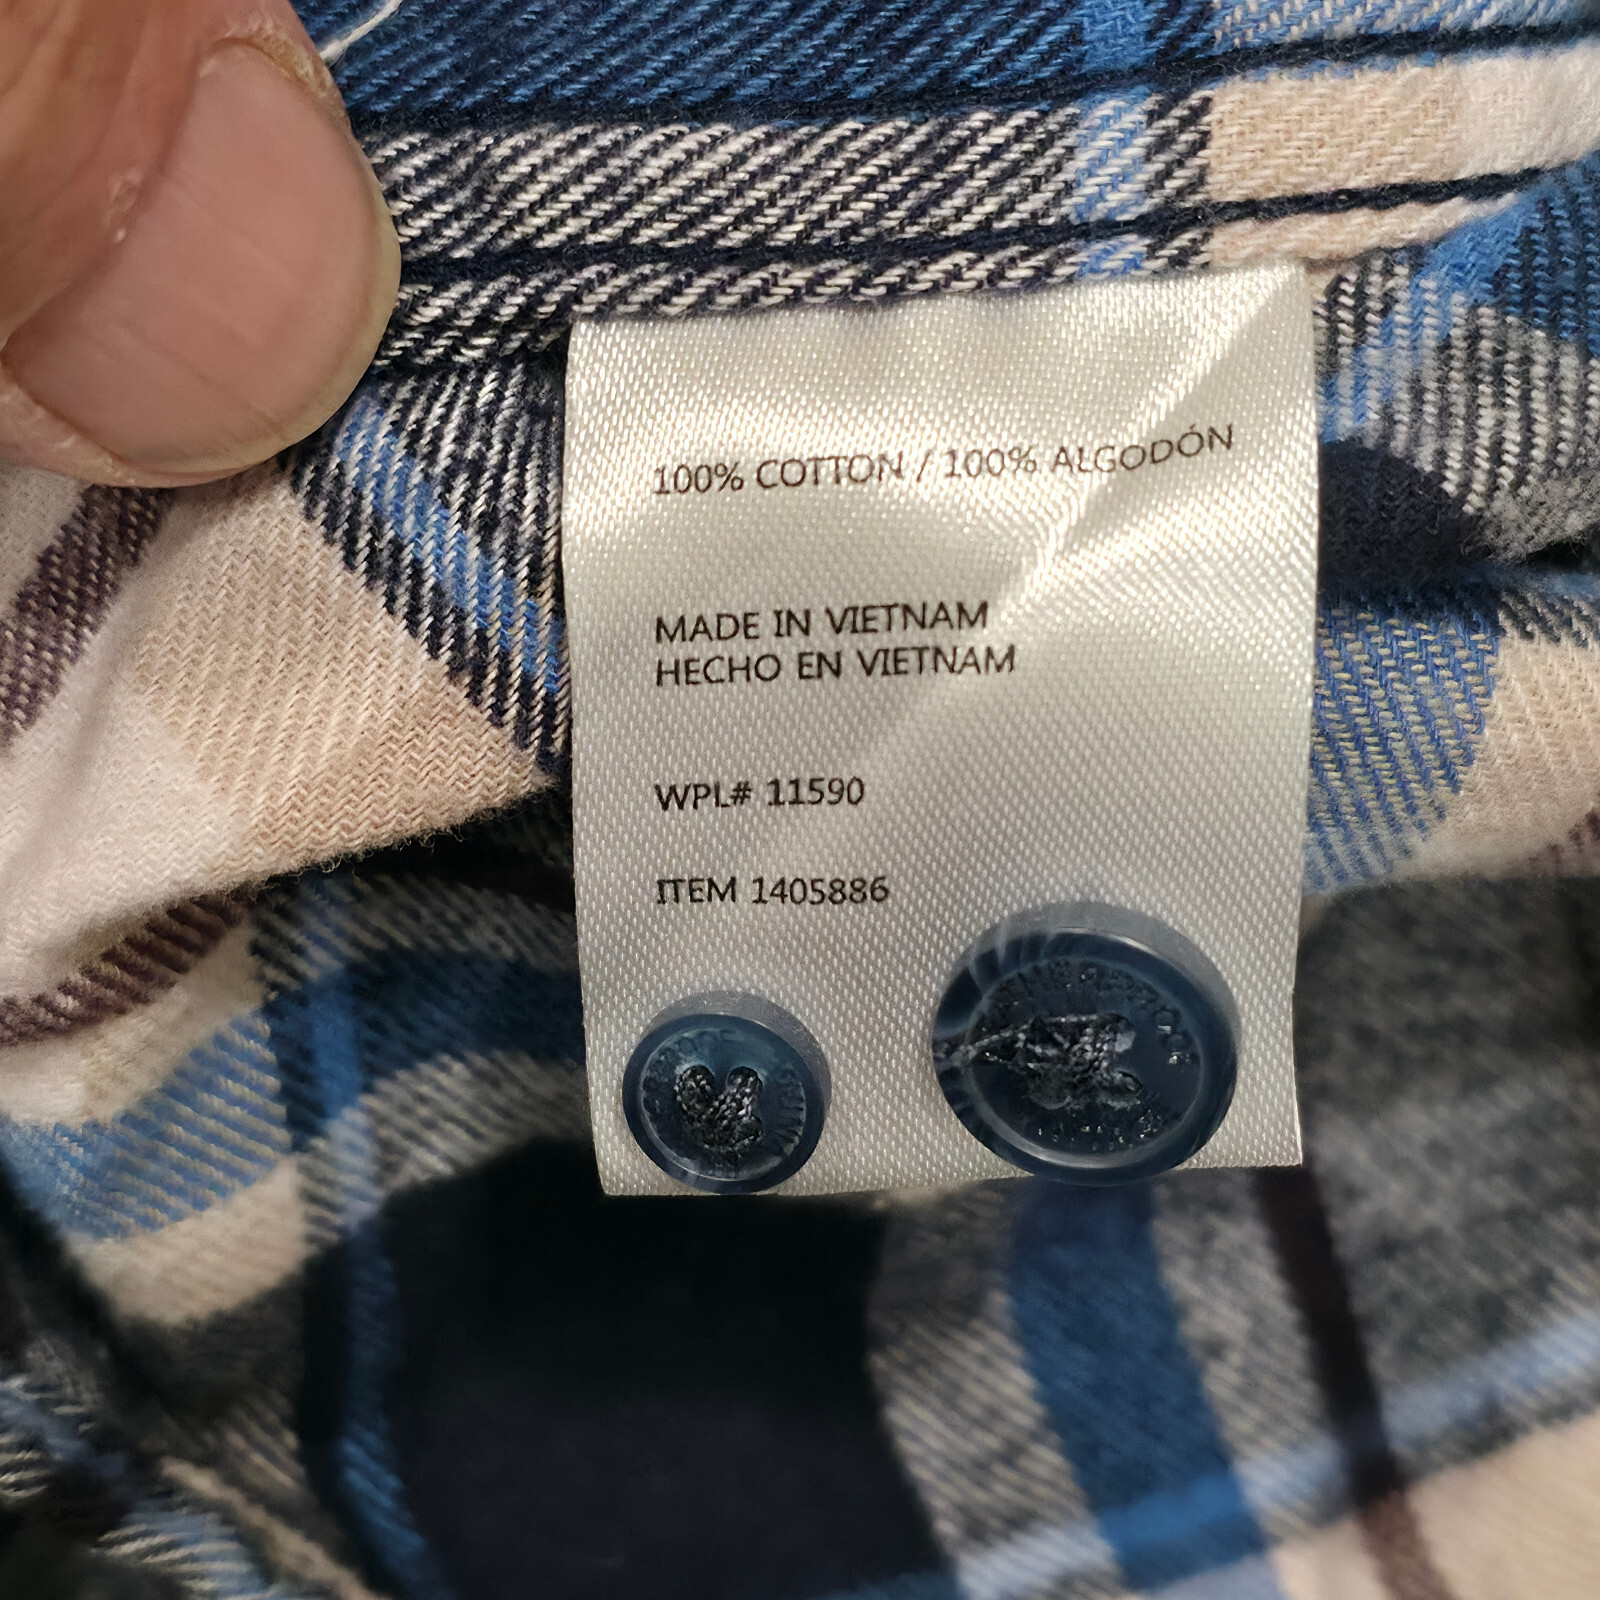 100% COTTON / 100% ALGODÓN
MADE IN VIETNAM
HECHO EN VIETNAM
WPL# 11590
ITEM 1405886